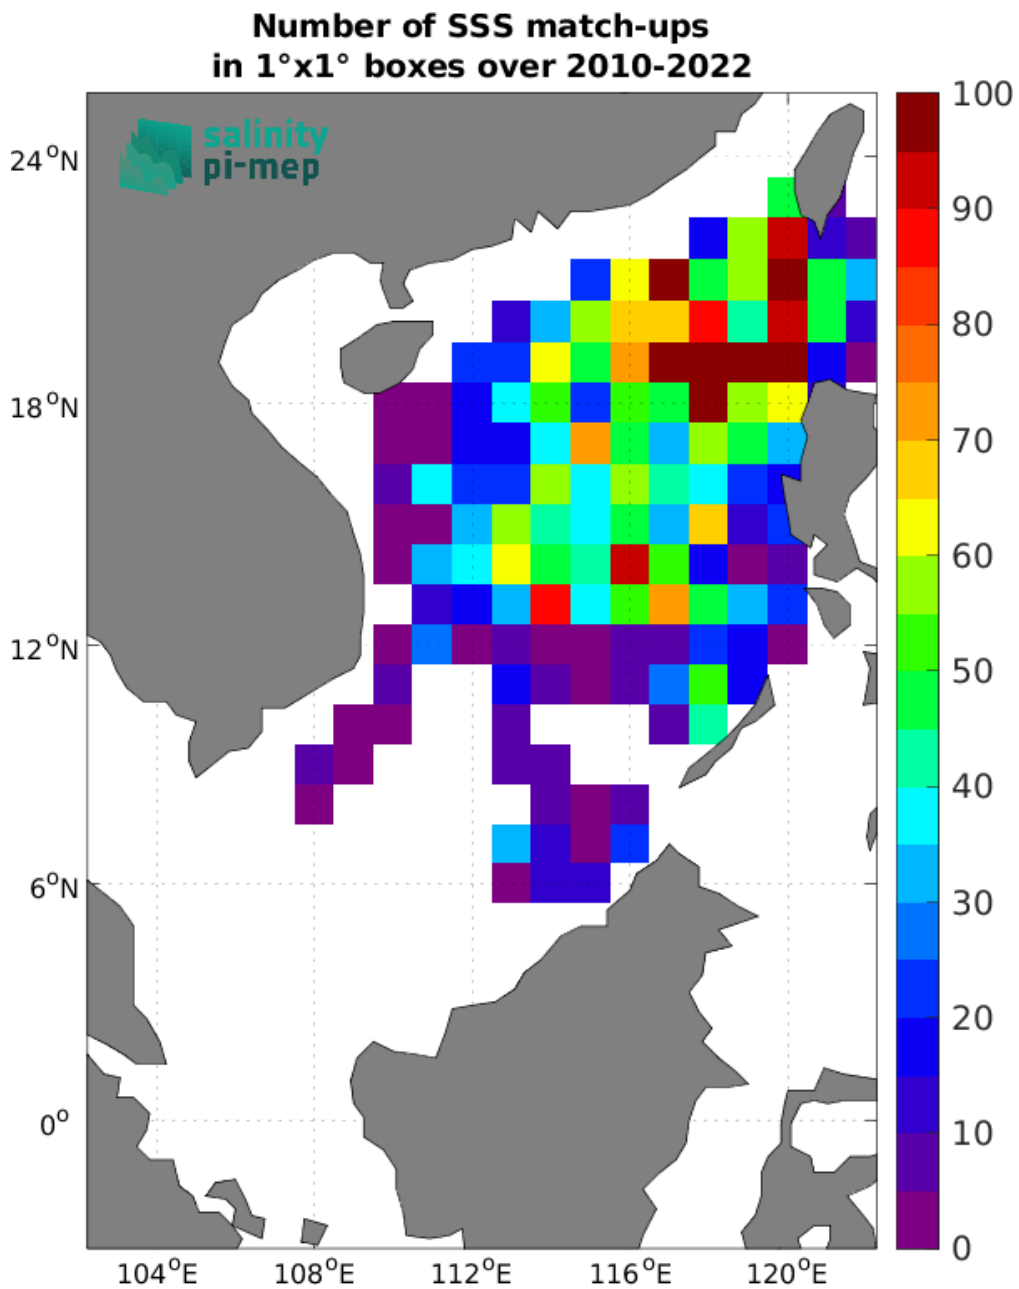 Number of SSS match-ups
in 1°x1° boxes over 2010-2022
salinity
pi-mep
24°N
18°N
12°N
6°N
0°
104°E
108°E
112°E
116°E
120°E
100
90
80
70
60
50
40
30
20
10
0